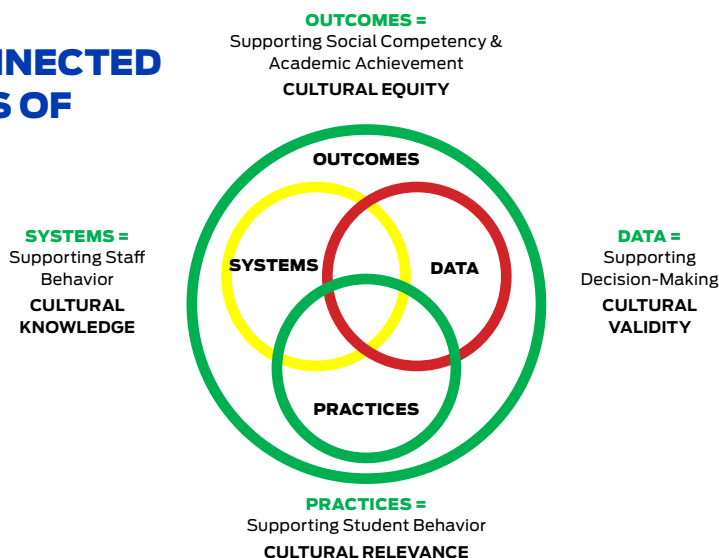 OUTCOMES =
Supporting Social Competency &
Academic Achievement
CULTURAL EQUITY
NNECTED
S OF
OUTCOMES
SYSTEMS
DATA
PRACTICES
SYSTEMS =
Supporting Staff
Behavior
CULTURAL
KNOWLEDGE
DATA =
Supporting
Decision-Making
CULTURAL
VALIDITY
PRACTICES =
Supporting Student Behavior
CULTURAL RELEVANCE